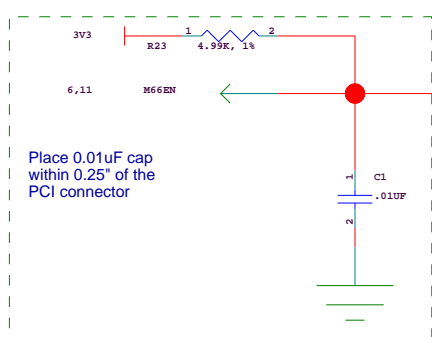 3V3
1
2
R23
4.99K, 1%
6,11
M66EN
Place 0.01uF cap
within 0.25" of the
PCI connector
1
C1
.01UF
2